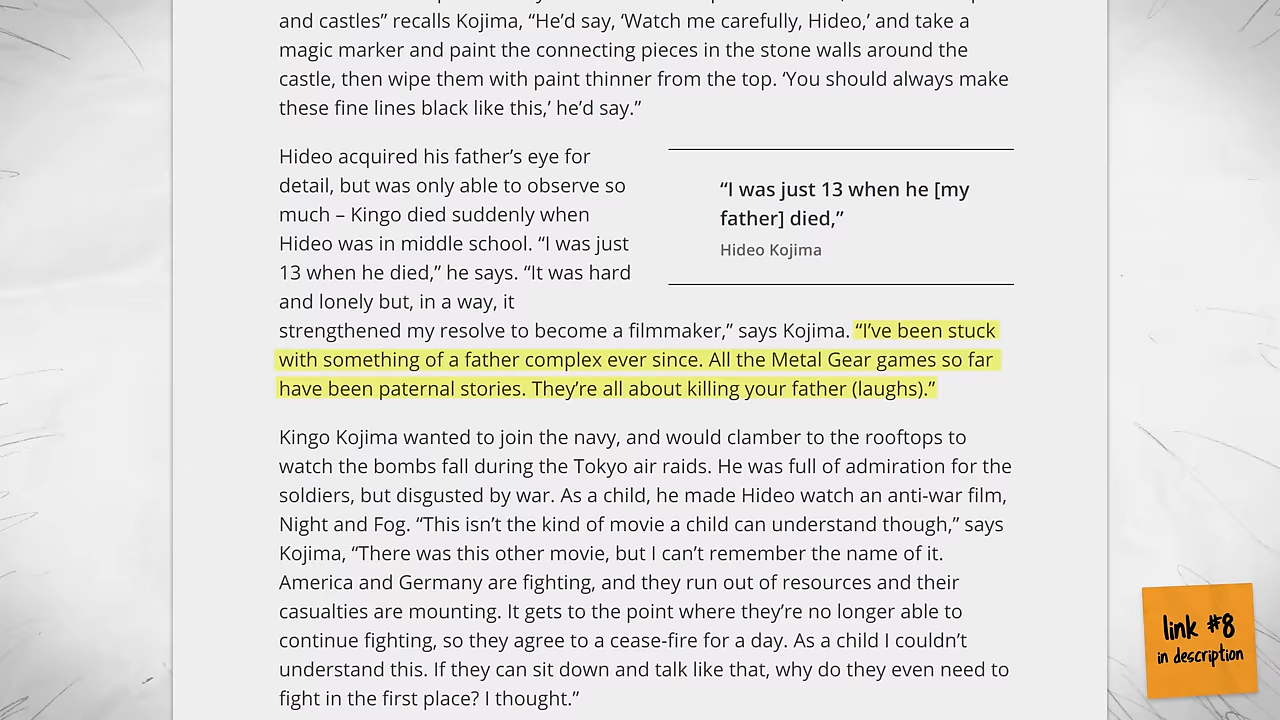 and castles” recalls Kojima, “He’d say, ‘Watch me carefully, Hideo,’ and take a
magic marker and paint the connecting pieces in the stone walls around the
castle, then wipe them with paint thinner from the top. ‘You should always make
these fine lines black like this,’ he’d say.”
Hideo acquired his father’s eye for
detail, but was only able to observe so
much – Kingo died suddenly when
Hideo was in middle school. “I was just
13 when he died,” he says. “It was hard
and lonely but, in a way, it
strengthened my resolve to become a filmmaker,” says Kojima. “I’ve been stuck
with something of a father complex ever since. All the Metal Gear games so far
have been paternal stories. They’re all about killing your father (laughs).”
“I was just 13 when he [my
father] died,”
Hideo Kojima
Kingo Kojima wanted to join the navy, and would clamber to the rooftops to
watch the bombs fall during the Tokyo air raids. He was full of admiration for the
soldiers, but disgusted by war. As a child, he made Hideo watch an anti-war film,
Night and Fog. “This isn’t the kind of movie a child can understand though,” says
Kojima, “There was this other movie, but I can’t remember the name of it.
America and Germany are fighting, and they run out of resources and their
casualties are mounting. It gets to the point where they’re no longer able to
continue fighting, so they agree to a cease-fire for a day. As a child I couldn’t
understand this. If they can sit down and talk like that, why do they even need to
fight in the first place? I thought.”
link #8
in description